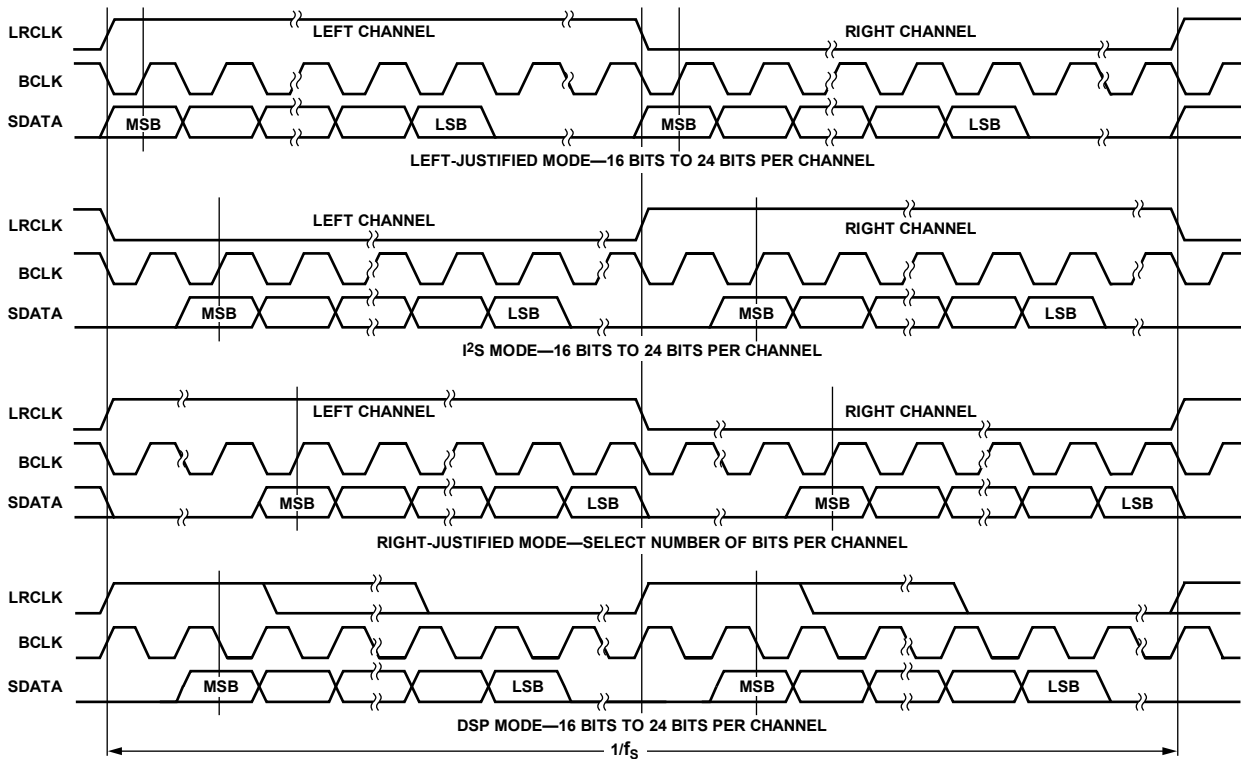 LRCLK LEFT CHANNEL RIGHT CHANNEL
BCLK
SDATA MSB LSB MSB LSB
LEFT-JUSTIFIED MODE—16 BITS TO 24 BITS PER CHANNEL
LRCLK LEFT CHANNEL RIGHT CHANNEL
BCLK
SDATA MSB LSB MSB LSB
I²S MODE—16 BITS TO 24 BITS PER CHANNEL
LRCLK LEFT CHANNEL RIGHT CHANNEL
BCLK
SDATA MSB LSB MSB LSB
RIGHT-JUSTIFIED MODE—SELECT NUMBER OF BITS PER CHANNEL
LRCLK
BCLK
SDATA MSB LSB MSB LSB
DSP MODE—16 BITS TO 24 BITS PER CHANNEL
1/fS